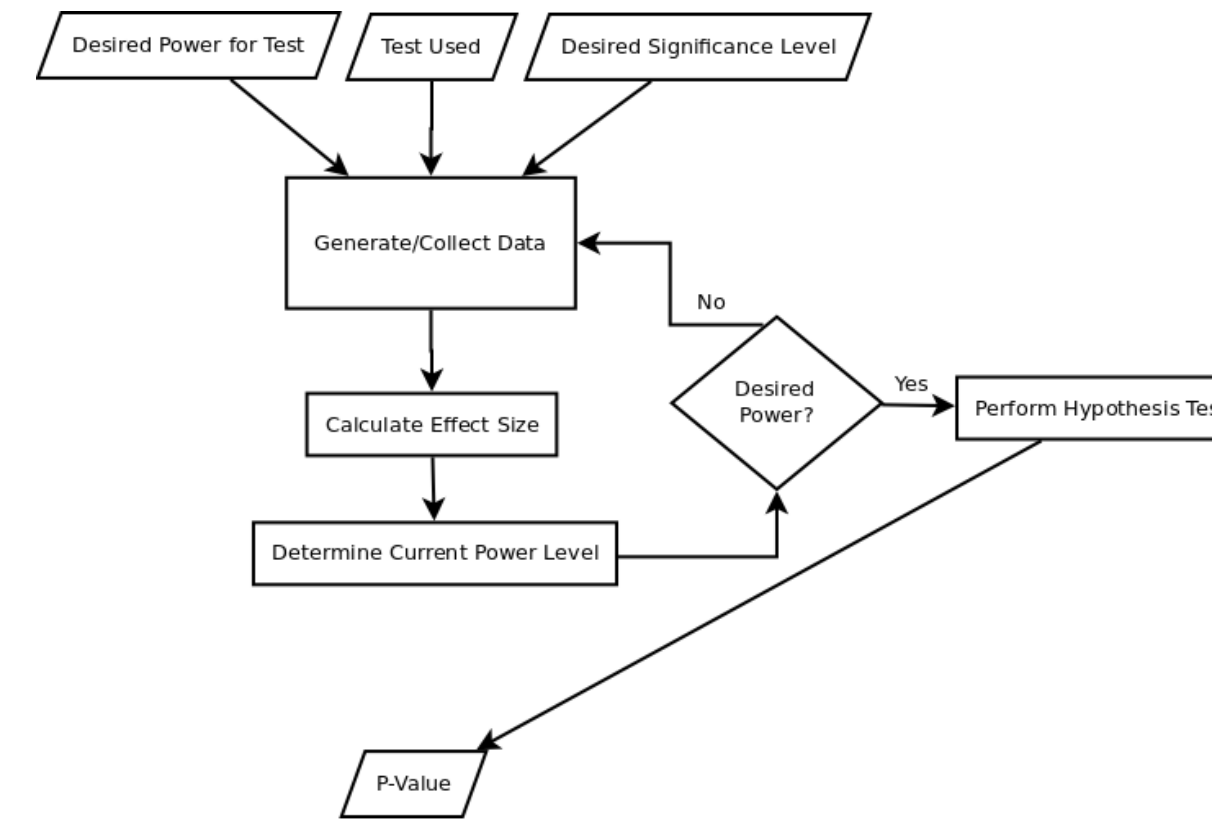 Desired Power for Test
Test Used
Desired Significance Level
Generate/Collect Data
No
Desired
Power?
Yes
Perform Hypothesis
Calculate Effect Size
Determine Current Power Level
P-Value